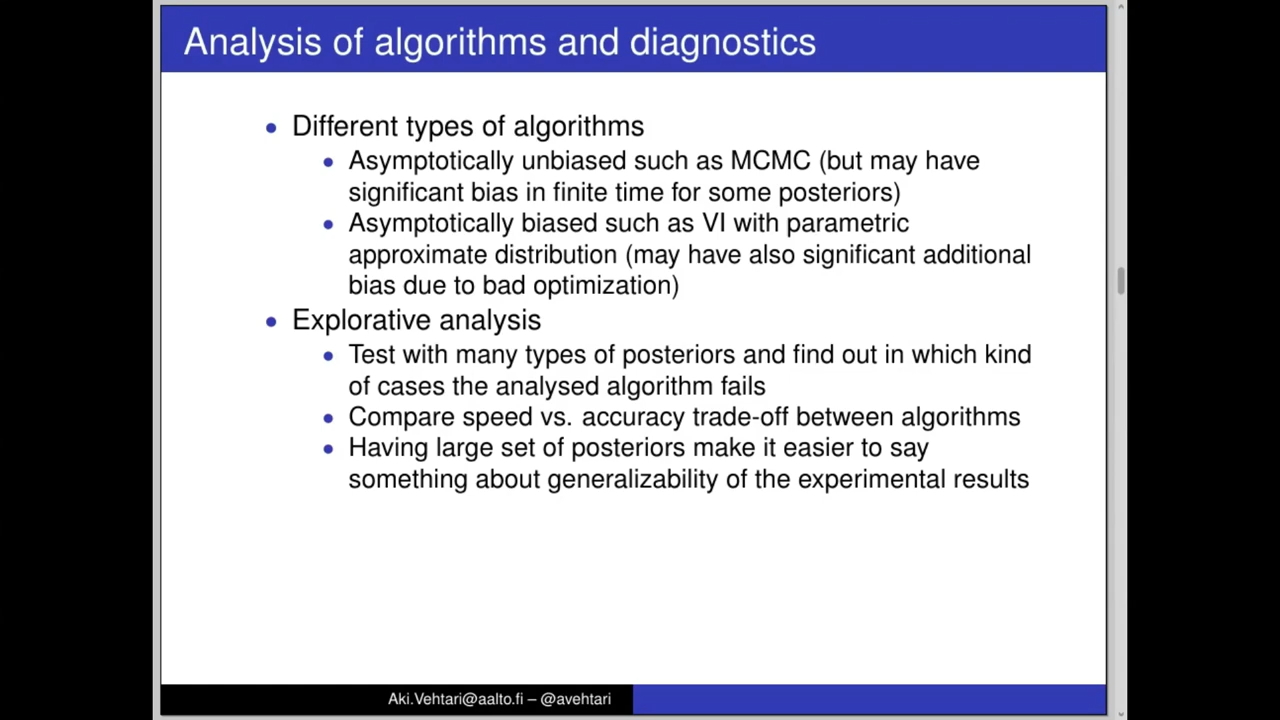 Analysis of algorithms and diagnostics
• Different types of algorithms
• Asymptotically unbiased such as MCMC (but may have
significant bias in finite time for some posteriors)
• Asymptotically biased such as VI with parametric
approximate distribution (may have also significant additional
bias due to bad optimization)
• Explorative analysis
• Test with many types of posteriors and find out in which kind
of cases the analysed algorithm fails
• Compare speed vs. accuracy trade-off between algorithms
• Having large set of posteriors make it easier to say
something about generalizability of the experimental results
Aki.Vehtari@aalto.fi – @avehtari